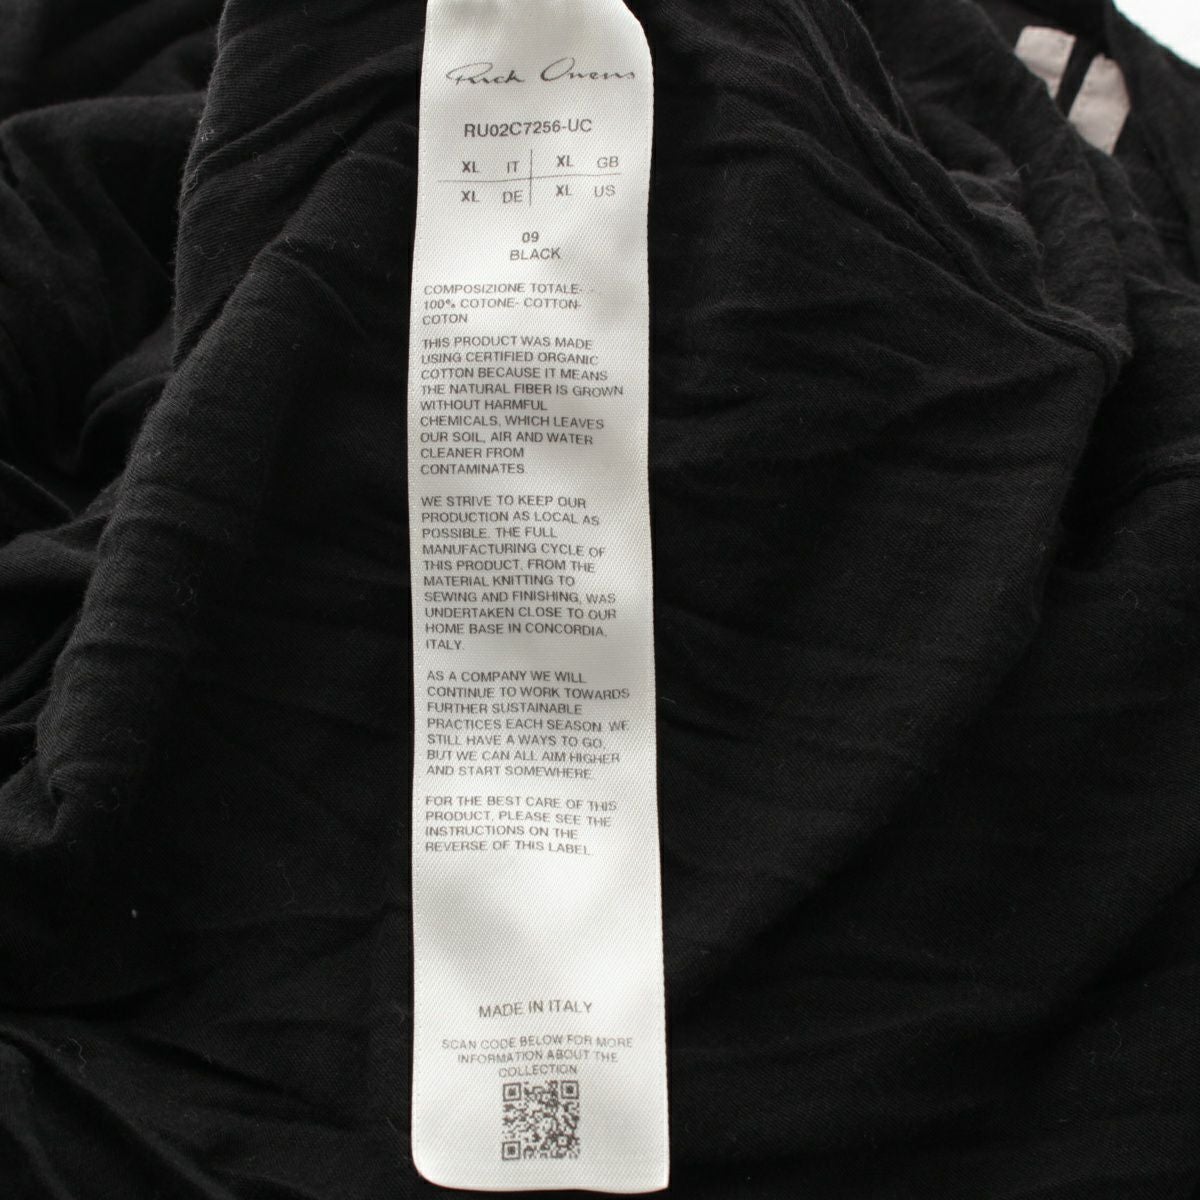 Rick Owens
RU02C7256-UC
XL IT XL GB
XL DE XL US
09
BLACK
COMPOSIZIONE TOTALE-
100% COTONE- COTTON-
COTON
THIS PRODUCT WAS MADE
USING CERTIFIED ORGANIC
COTTON BECAUSE IT MEANS
THE NATURAL FIBER IS GROWN
WITHOUT HARMFUL
CHEMICALS, WHICH LEAVES
OUR SOIL, AIR AND WATER
CLEANER FROM
CONTAMINATES.
WE STRIVE TO KEEP OUR
PRODUCTION AS LOCAL AS
POSSIBLE. THE FULL
MANUFACTURING CYCLE OF
THIS PRODUCT, FROM THE
MATERIAL KNITTING TO
SEWING AND FINISHING, WAS
UNDERTAKEN CLOSE TO OUR
HOME BASE IN CONCORDIA,
ITALY.
AS A COMPANY WE WILL
CONTINUE TO WORK TOWARDS
FURTHER SUSTAINABLE
PRACTICES EACH SEASON. WE
STILL HAVE A WAYS TO GO,
BUT WE CAN ALL AIM HIGHER
AND START SOMEWHERE.
FOR THE BEST CARE OF THIS
PRODUCT, PLEASE SEE THE
INSTRUCTIONS ON THE
REVERSE OF THIS LABEL.
MADE IN ITALY
SCAN CODE BELOW FOR MORE
INFORMATION ABOUT THE
COLLECTION